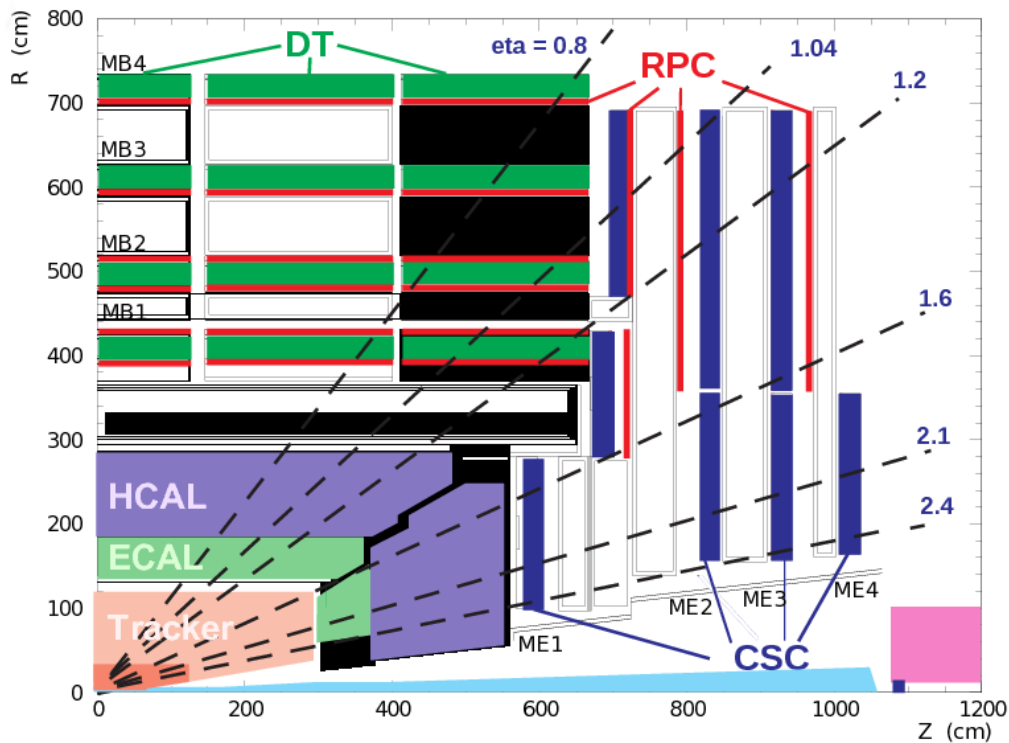 R (cm)
800
700
600
500
400
300
200
100
0
0
200
400
600
800
1000
1200
Z (cm)
MB4
MB3
MB2
MB1
DT
eta = 0.8
1.04
1.2
RPC
1.6
2.1
2.4
HCAL
ECAL
Tracker
ME1
ME2
ME3
ME4
CSC